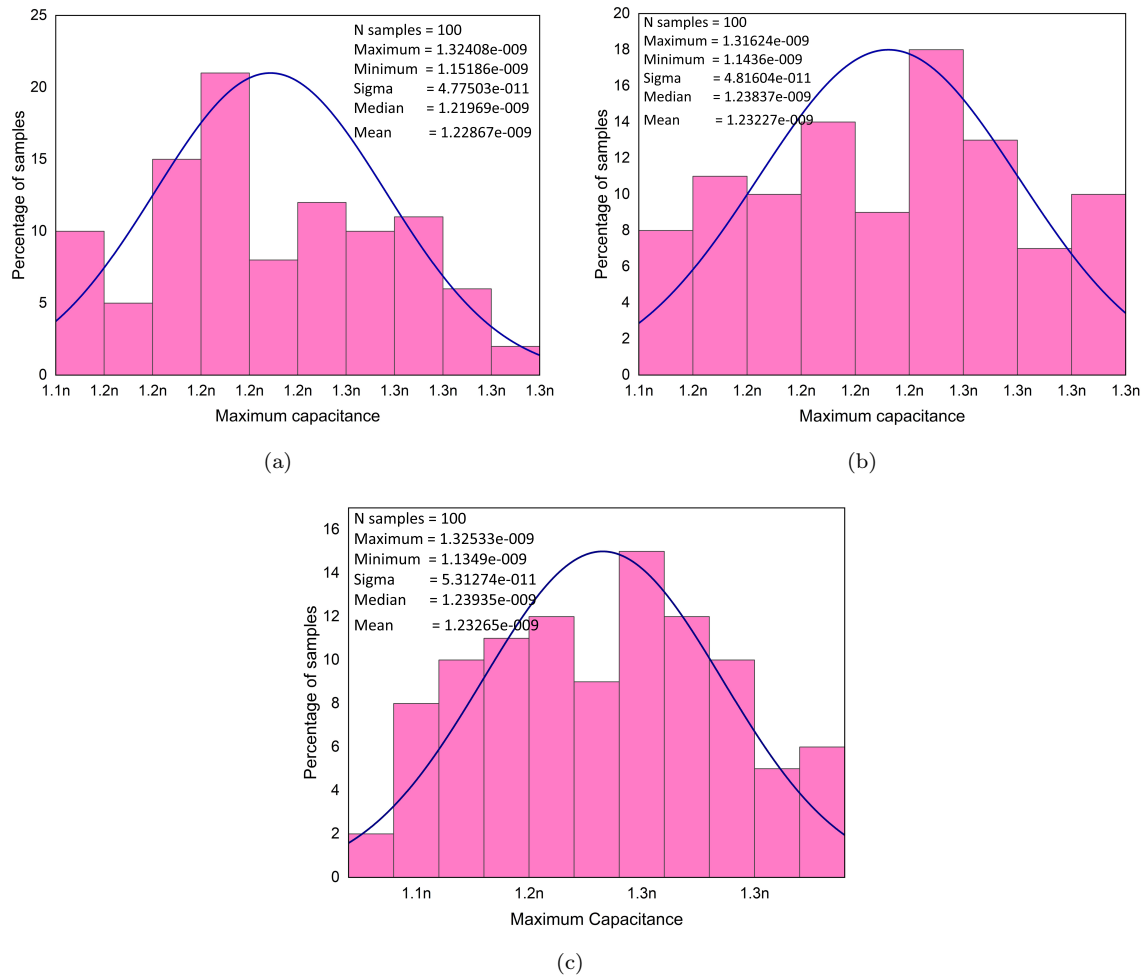 25
20
15
10
5
0
Percentage of samples
N samples = 100
Maximum = 1.32408e-009
Minimum = 1.15186e-009
Sigma = 4.77503e-011
Median = 1.21969e-009
Mean = 1.22867e-009
1.1n 1.2n 1.2n 1.2n 1.2n 1.2n 1.3n 1.3n 1.3n 1.3n 1.3n
Maximum capacitance
(a)
20
18
16
14
12
10
8
6
4
2
0
Percentage of samples
N samples = 100
Maximum = 1.31624e-009
Minimum = 1.1436e-009
Sigma = 4.81604e-011
Median = 1.23837e-009
Mean = 1.23227e-009
1.1n 1.2n 1.2n 1.2n 1.2n 1.2n 1.3n 1.3n 1.3n 1.3n
Maximum capacitance
(b)
16
14
12
10
8
6
4
2
0
Percentage of samples
N samples = 100
Maximum = 1.32533e-009
Minimum = 1.1349e-009
Sigma = 5.31274e-011
Median = 1.23935e-009
Mean = 1.23265e-009
1.1n 1.2n 1.3n 1.3n
Maximum Capacitance
(c)